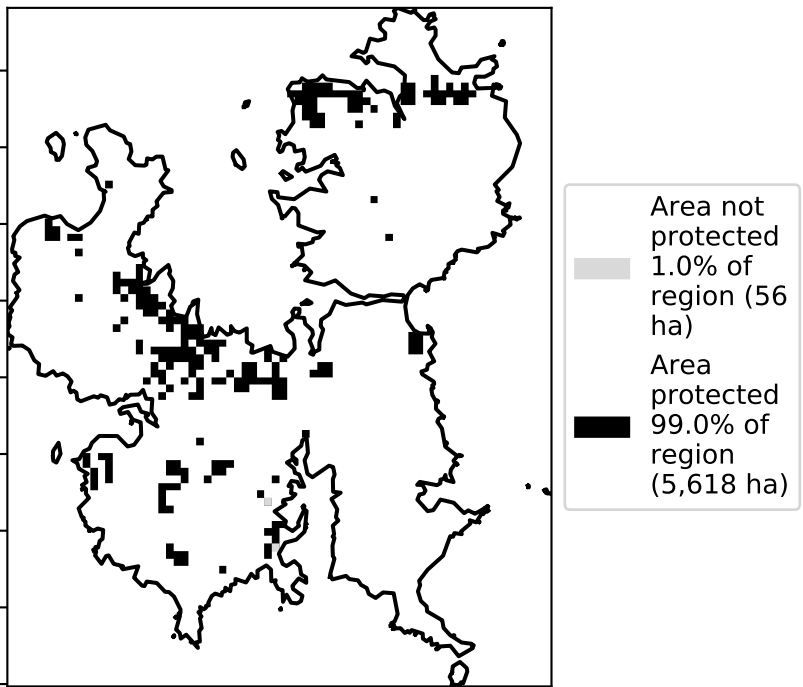 Area not
protected
1.0% of
region (56
ha)
Area
protected
99.0% of
region
(5,618 ha)